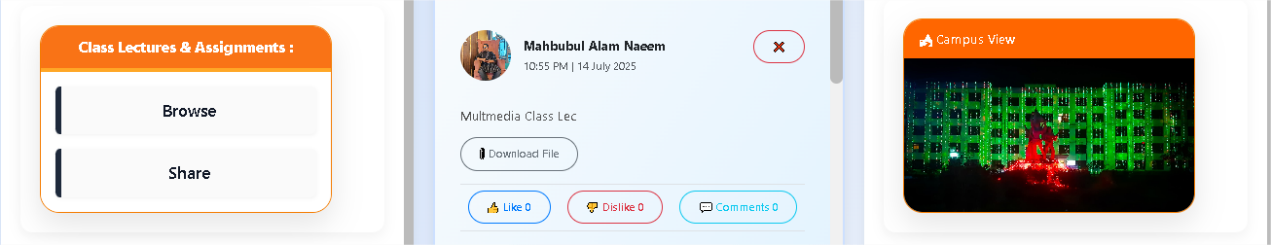 Class Lectures & Assignments :
Browse
Share
Mahbubul Alam Naeem
10:55 PM | 14 July 2025
Multmedia Class Lec
Download File
Like 0
Dislike 0
Comments 0
Campus View